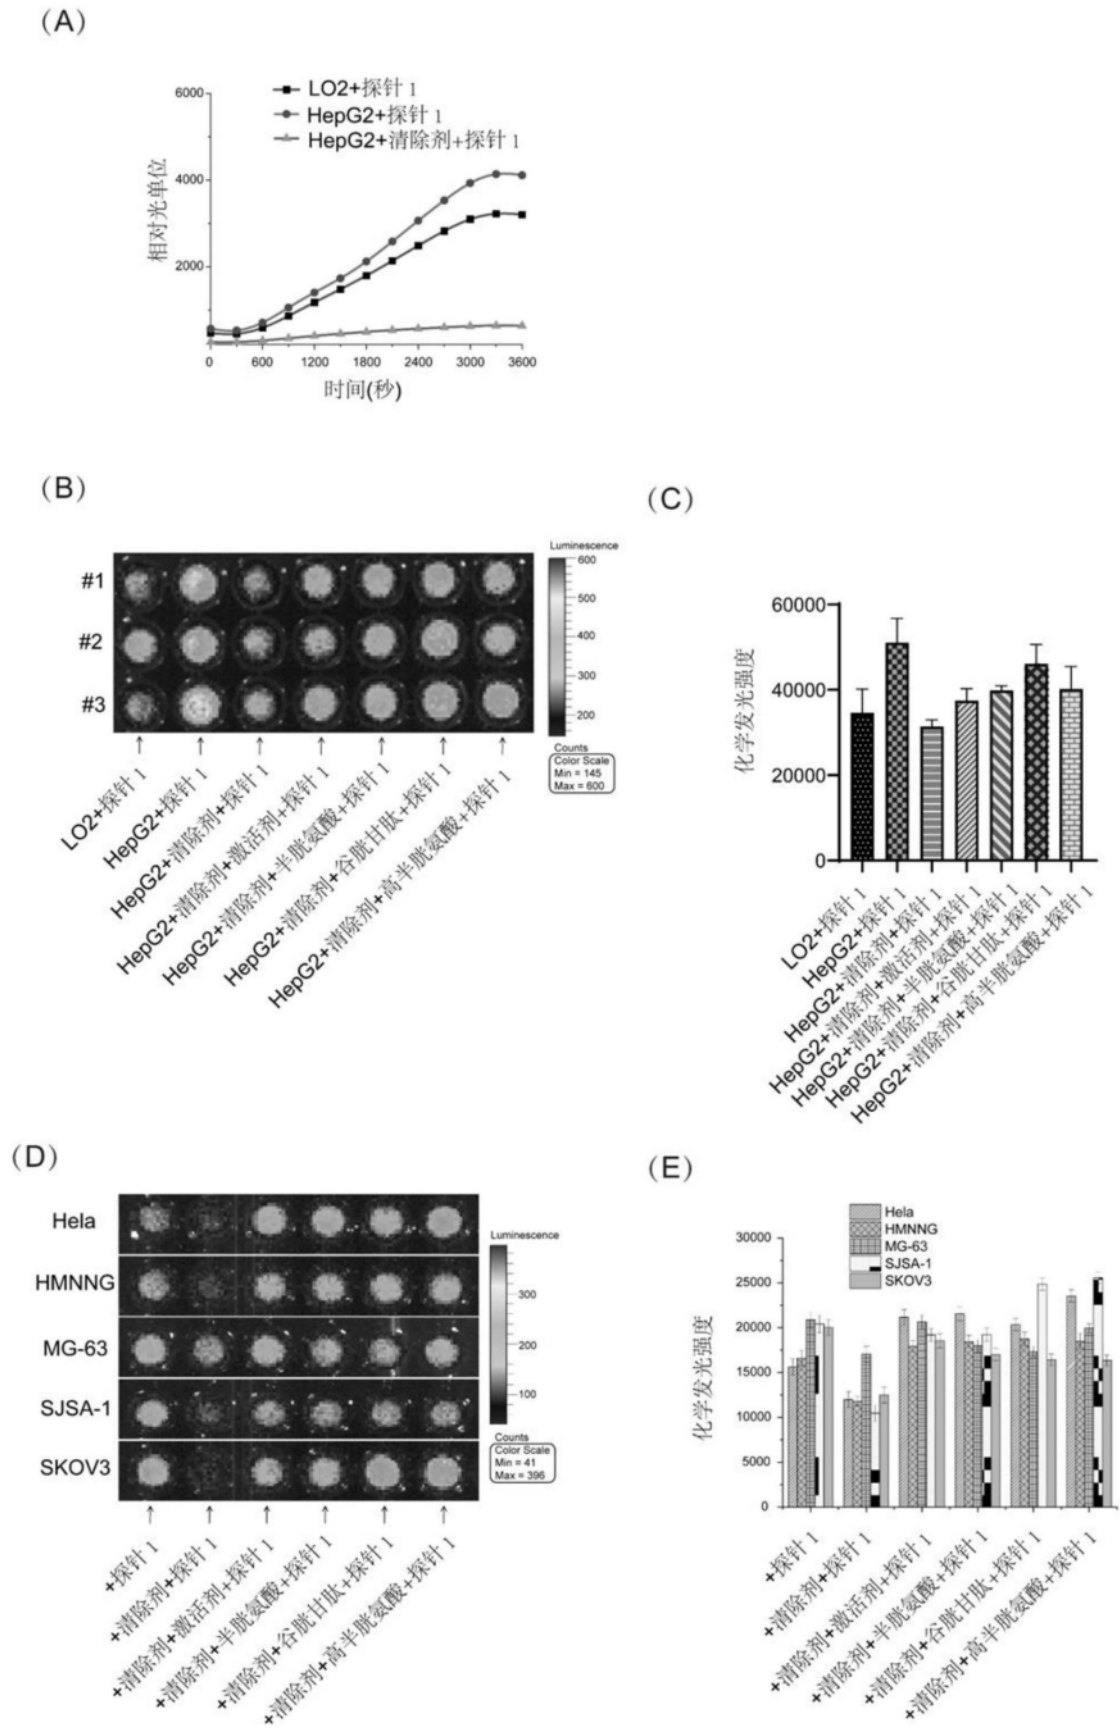 (A)
6000
4000
2000
LO2+探针 1
HepG2+探针 1
HepG2+清除剂+探针 1
相对光单位
0 600 1200 1800 2400 3000 3600
时间(秒)
(B)
#1
#2
#3
Luminescence
600
500
400
300
200
Counts
Color Scale
Min = 145
Max = 600
LO2+探针 1
HepG2+探针 1
HepG2+清除剂+探针 1
HepG2+清除剂+激活剂+探针 1
HepG2+清除剂+半胱氨酸+探针 1
HepG2+清除剂+谷胱甘肽+探针 1
HepG2+清除剂+高半胱氨酸+探针 1
(C)
化学发光强度
60000
40000
20000
0
LO2+探针 1
HepG2+探针 1
HepG2+清除剂+探针 1
HepG2+清除剂+激活剂+探针 1
HepG2+清除剂+半胱氨酸+探针 1
HepG2+清除剂+谷胱甘肽+探针 1
HepG2+清除剂+高半胱氨酸+探针 1
(D)
Hela
HMNNG
MG-63
SJSA-1
SKOV3
Luminescence
300
200
100
Counts
Color Scale
Min = 41
Max = 396
+探针 1
+清除剂+探针 1
+清除剂+激活剂+探针 1
+清除剂+半胱氨酸+探针 1
+清除剂+谷胱甘肽+探针 1
+清除剂+高半胱氨酸+探针 1
(E)
Hela
HMNNG
MG-63
SJSA-1
SKOV3
化学发光强度
30000
25000
20000
15000
10000
5000
0
+探针 1
+清除剂+探针 1
+清除剂+激活剂+探针 1
+清除剂+半胱氨酸+探针 1
+清除剂+谷胱甘肽+探针 1
+清除剂+高半胱氨酸+探针 1